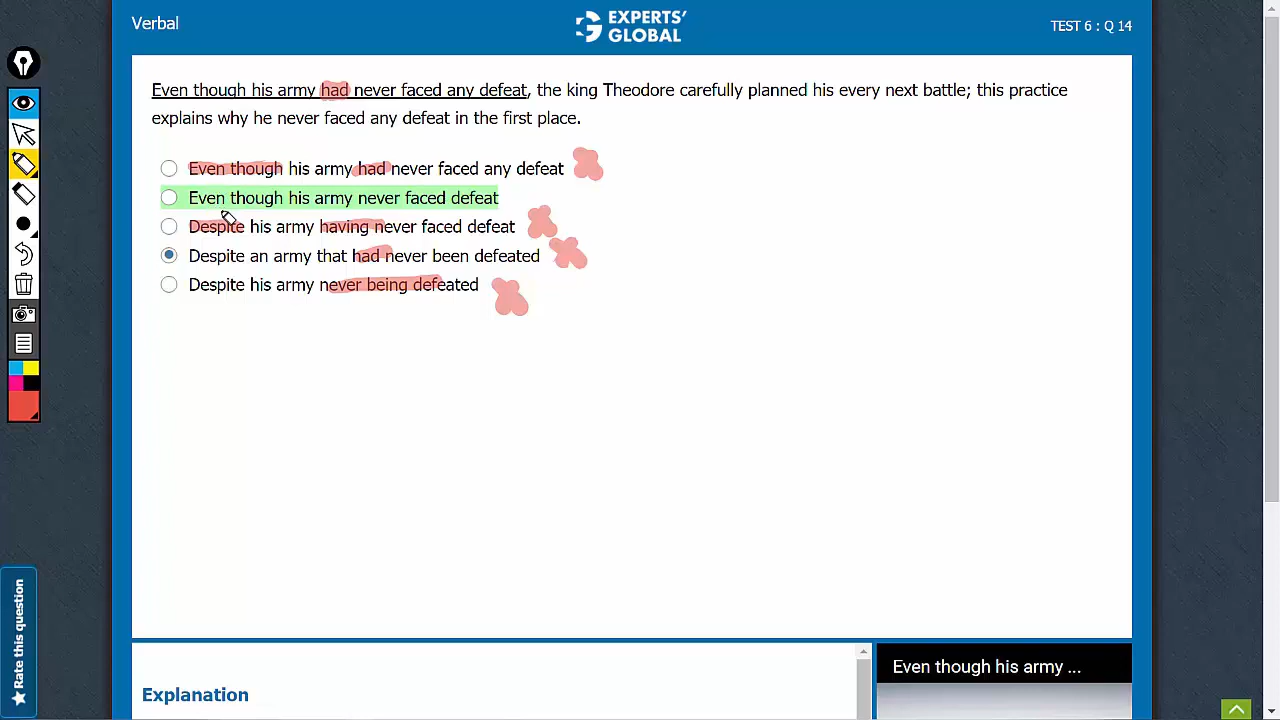 Verbal
EXPERTS'
GLOBAL
TEST 6 : Q 14
Even though his army had never faced any defeat, the king Theodore carefully planned his every next battle; this practice
explains why he never faced any defeat in the first place.
Even though his army had never faced any defeat
Even though his army never faced defeat
Despite his army having never faced defeat
Despite an army that had never been defeated
Despite his army never being defeated
Rate this question
Explanation
Even though his army ...